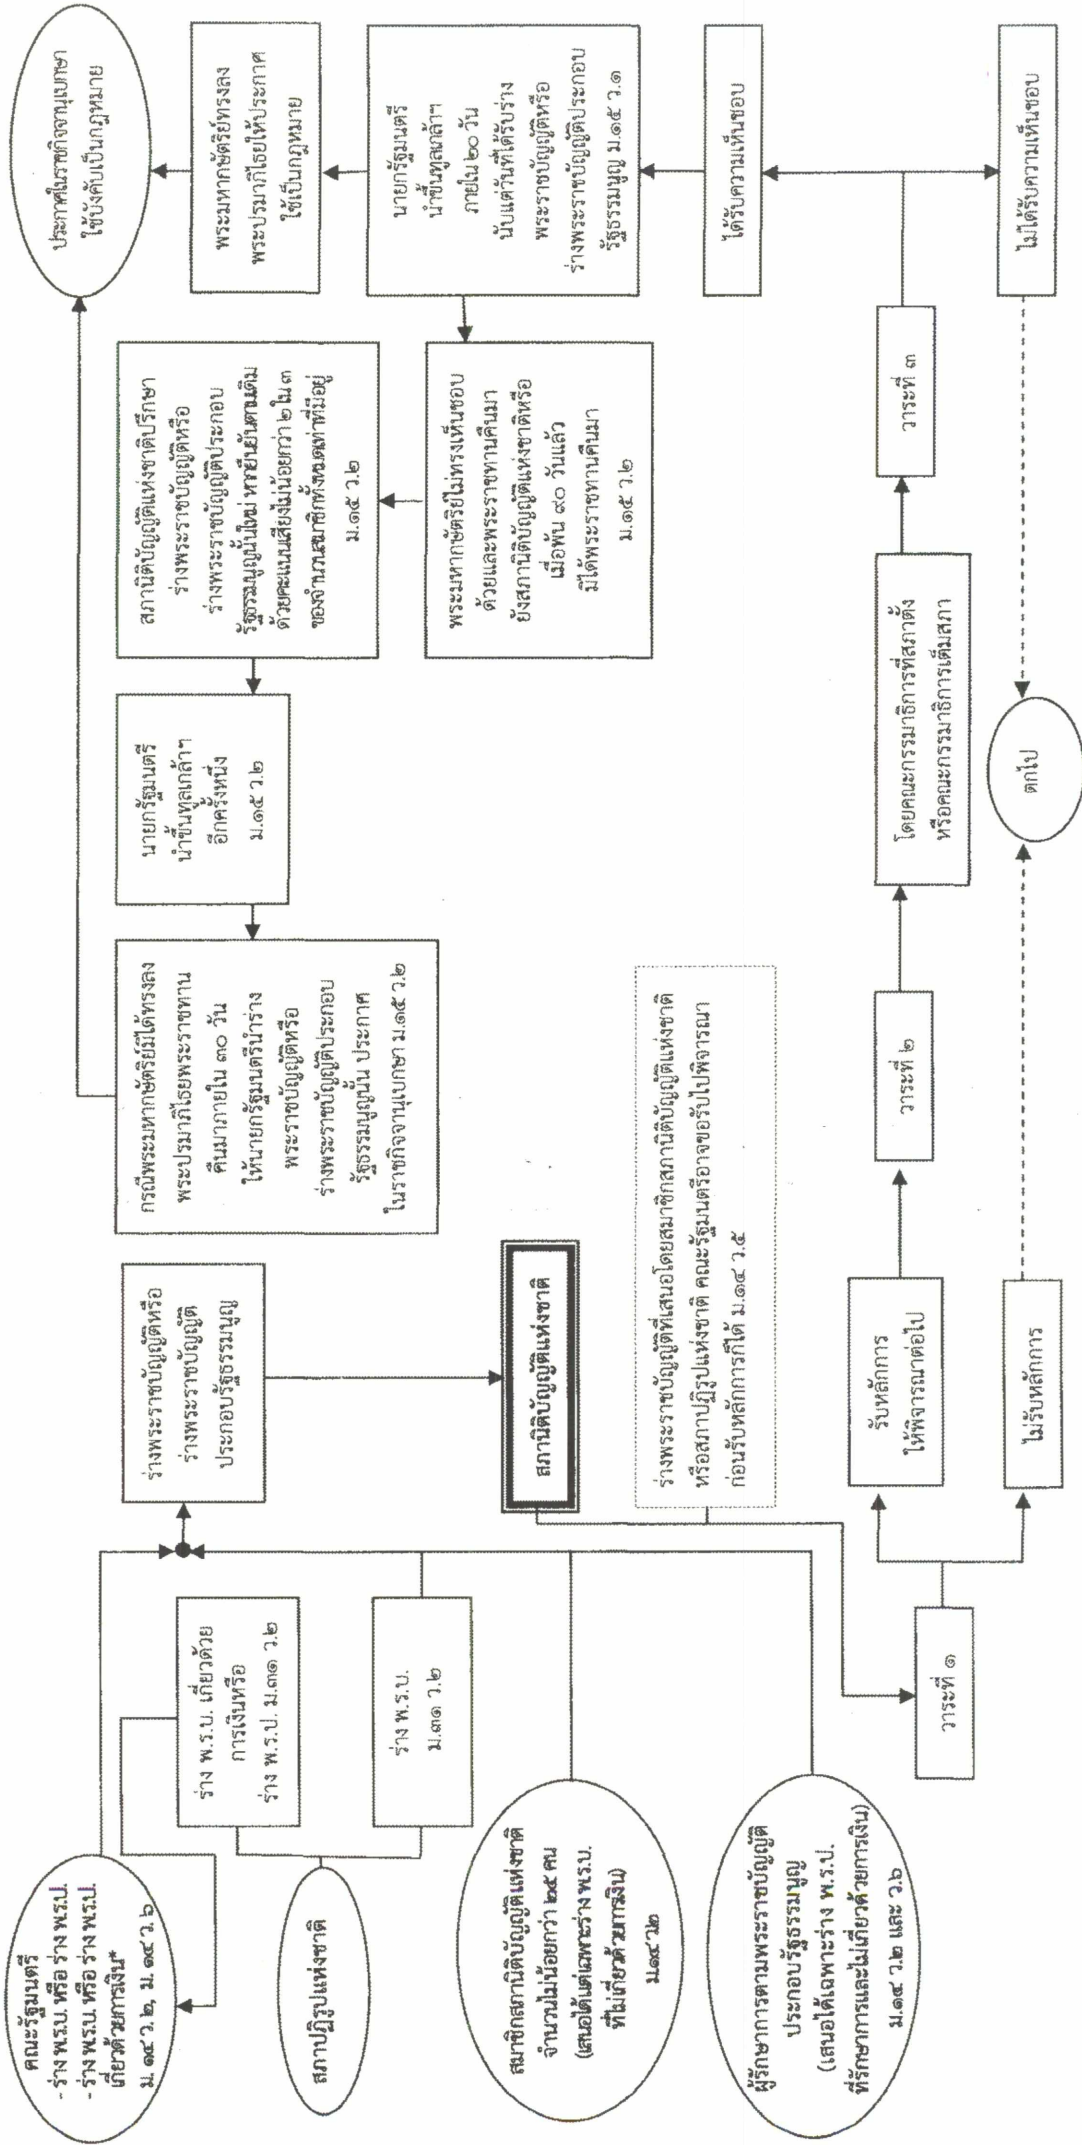 คณะรัฐมนตรี
- ร่าง พ.ร.บ. หรือ ร่าง พ.ร.ป.
- ร่าง พ.ร.บ. หรือ ร่าง พ.ร.ป.
เกี่ยวด้วยการเงิน*
ม. ๑๔ ว.๒, ม. ๑๔ ว. ๖
สภาปฏิรูปแห่งชาติ
สมาชิกสภานิติบัญญัติแห่งชาติ
จำนวนไม่น้อยกว่า ๒๕ คน
(เสนอได้แต่เฉพาะร่าง พ.ร.บ.
ที่ไม่เกี่ยวด้วยการเงิน)
ม.๑๔ ว.๒
ผู้รักษาการตามพระราชบัญญัติ
ประกอบรัฐธรรมนูญ
(เสนอได้เฉพาะร่าง พ.ร.ป.
ที่รักษาการและไม่เกี่ยวด้วยการเงิน)
ม.๑๔ ว.๒ และ ว.๖
ร่าง พ.ร.บ. เกี่ยวด้วย
การเงินหรือ
ร่าง พ.ร.ป. ม.๓๑ ว.๒
ร่าง พ.ร.บ.
ม.๓๑ ว.๒
ร่างพระราชบัญญัติหรือ
ร่างพระราชบัญญัติ
ประกอบรัฐธรรมนูญ
สภานิติบัญญัติแห่งชาติ
ร่างพระราชบัญญัติที่เสนอโดยสมาชิกสภานิติบัญญัติแห่งชาติ
หรือสภาปฏิรูปแห่งชาติ คณะรัฐมนตรีอาจขอรับไปพิจารณา
ก่อนรับหลักการก็ได้ ม.๑๔ ว.๕
วาระที่ ๑
รับหลักการ
ให้พิจารณาต่อไป
ไม่รับหลักการ
วาระที่ ๒
โดยคณะกรรมาธิการที่สภาตั้ง
หรือคณะกรรมาธิการเต็มสภา
ตกไป
วาระที่ ๓
ได้รับความเห็นชอบ
ไม่ได้รับความเห็นชอบ
นายกรัฐมนตรี
นำขึ้นทูลเกล้าฯ
ภายใน ๒๐ วัน
นับแต่วันที่ได้รับร่าง
พระราชบัญญัติหรือ
ร่างพระราชบัญญัติประกอบ
รัฐธรรมนูญ ม.๑๕ ว.๑
พระมหากษัตริย์ทรงลง
พระปรมาภิไธยให้ประกาศ
ใช้เป็นกฎหมาย
ประกาศในราชกิจจานุเบกษา
ใช้บังคับเป็นกฎหมาย
พระมหากษัตริย์ไม่ทรงเห็นชอบ
ด้วยและพระราชทานคืนมา
ยังสภานิติบัญญัติแห่งชาติหรือ
เมื่อพ้น ๙๐ วันแล้ว
มิได้พระราชทานคืนมา
ม.๑๕ ว.๒
สภานิติบัญญัติแห่งชาติปรึกษา
ร่างพระราชบัญญัติหรือ
ร่างพระราชบัญญัติประกอบ
รัฐธรรมนูญนั้นใหม่ หากยืนยันตามเดิม
ด้วยคะแนนเสียงไม่น้อยกว่า ๒ ใน ๓
ของจำนวนสมาชิกทั้งหมดเท่าที่มีอยู่
ม.๑๕ ว.๒
นายกรัฐมนตรี
นำขึ้นทูลเกล้าฯ
อีกครั้งหนึ่ง
ม.๑๕ ว.๒
กรณีพระมหากษัตริย์มิได้ทรงลง
พระปรมาภิไธยพระราชทาน
คืนมาภายใน ๓๐ วัน
ให้นายกรัฐมนตรีนำร่าง
พระราชบัญญัติหรือ
ร่างพระราชบัญญัติประกอบ
รัฐธรรมนูญนั้น ประกาศ
ในราชกิจจานุเบกษา ม.๑๕ ว.๒